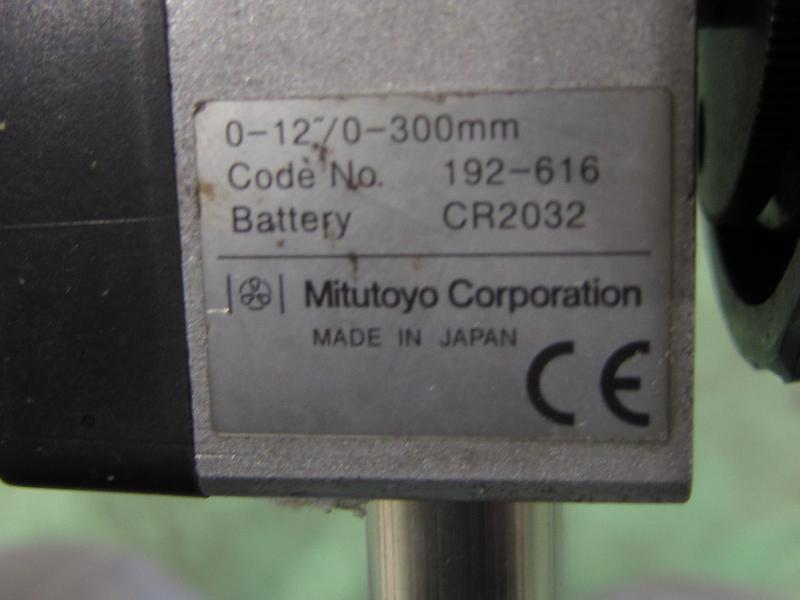 0-12"/0-300mm
Code No. 192-616
Battery CR2032
Mitutoyo Corporation
MADE IN JAPAN
CE